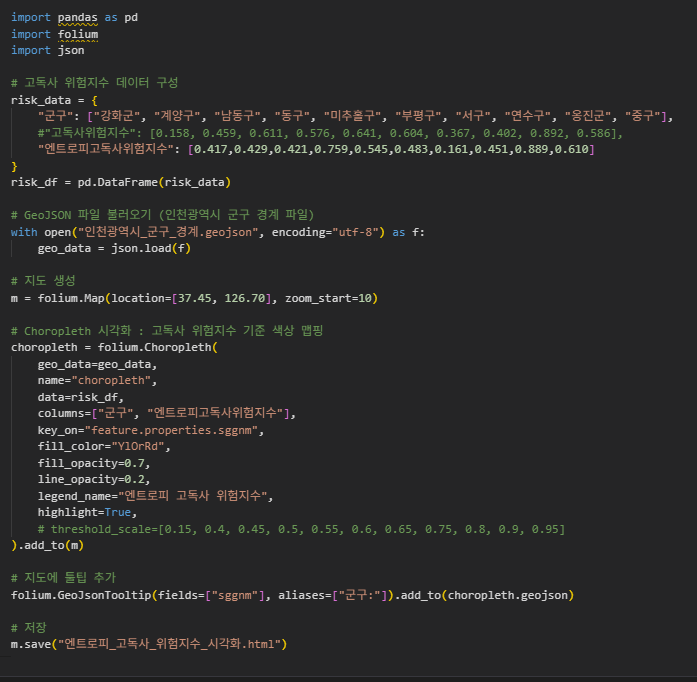 import pandas as pd
import folium
import json

# 고독사 위험지수 데이터 구성
risk_data = {
    "군구": ["강화군", "계양구", "남동구", "동구", "미추홀구", "부평구", "서구", "연수구", "옹진군", "중구"],
    #"고독사위험지수": [0.158, 0.459, 0.611, 0.576, 0.641, 0.604, 0.367, 0.402, 0.892, 0.586],
    "엔트로피고독사위험지수": [0.417,0.429,0.421,0.759,0.545,0.483,0.161,0.451,0.889,0.610]
}
risk_df = pd.DataFrame(risk_data)

# GeoJSON 파일 불러오기 (인천광역시 군구 경계 파일)
with open("인천광역시_군구_경계.geojson", encoding="utf-8") as f:
    geo_data = json.load(f)

# 지도 생성
m = folium.Map(location=[37.45, 126.70], zoom_start=10)

# Choropleth 시각화 : 고독사 위험지수 기준 색상 맵핑
choropleth = folium.Choropleth(
    geo_data=geo_data,
    name="choropleth",
    data=risk_df,
    columns=["군구", "엔트로피고독사위험지수"],
    key_on="feature.properties.sggnm",
    fill_color="YlOrRd",
    fill_opacity=0.7,
    line_opacity=0.2,
    legend_name="엔트로피 고독사 위험지수",
    highlight=True,
    # threshold_scale=[0.15, 0.4, 0.45, 0.5, 0.55, 0.6, 0.65, 0.75, 0.8, 0.9, 0.95]
).add_to(m)

# 지도에 툴팁 추가
folium.GeoJsonTooltip(fields=["sggnm"], aliases=["군구:"]).add_to(choropleth.geojson)

# 저장
m.save("엔트로피_고독사_위험지수_시각화.html")